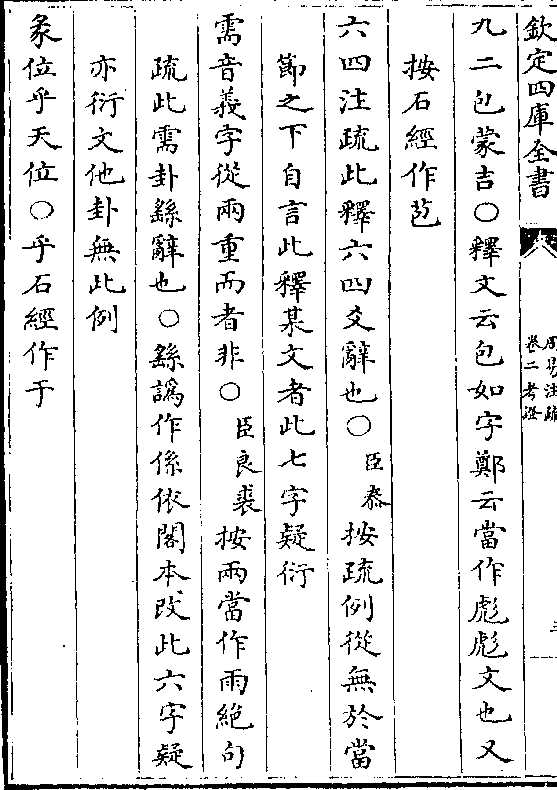 欽定四庫全書
周易注疏
卷二考證
三
九二包蒙吉○釋文云包如字鄭云當作彪彪文也又
按石經作苞
六四注疏此釋六四爻辭也○臣泰按疏例從無於當
節之下自言此釋某文者此七字疑衍
需音義字從兩重而者非○臣良裘按兩當作雨絶句
疏此需卦繇辭也○繇譌作係依閣本改此六字疑
亦衍文他卦無此例
彖位乎天位○乎石經作于